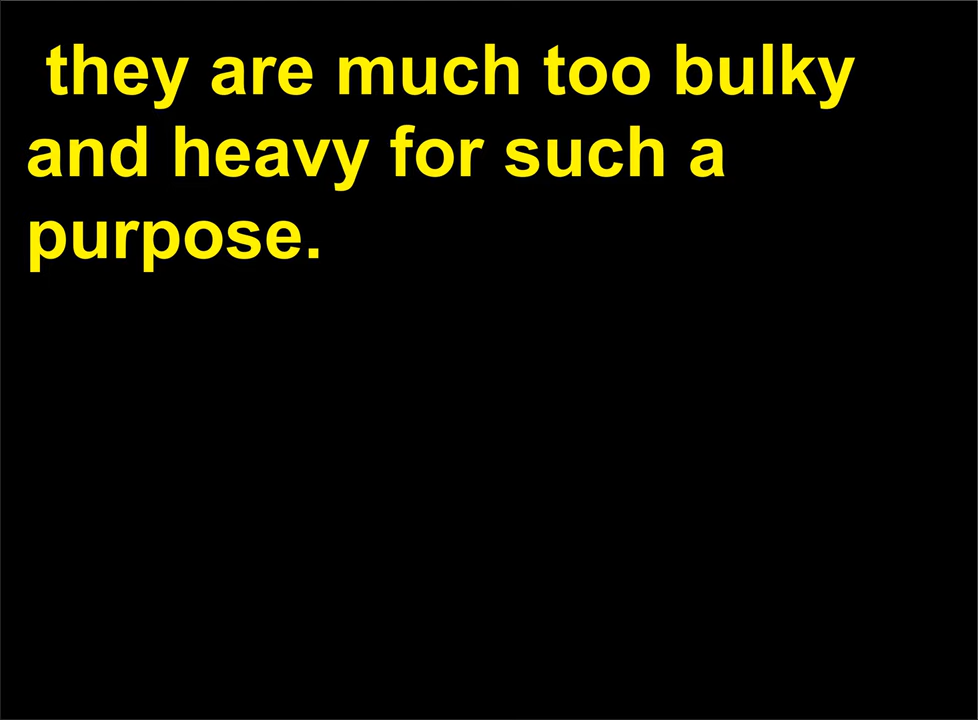 they are much too bulky
and heavy for such a
purpose.